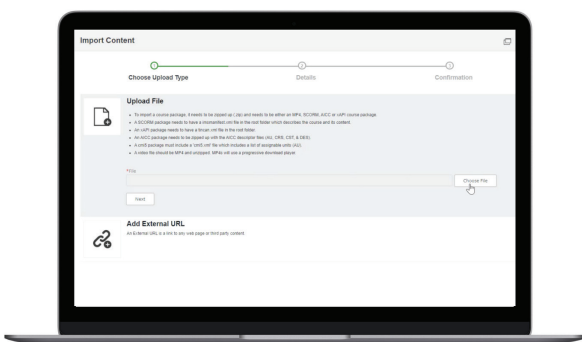 Import Content
1 2 3
Choose Upload Type Details Confirmation
Upload File
• To import a course package, it needs to be zipped up (.zip) and needs to be either an MP4, SCORM, AICC or xAPI course package.
• A SCORM package needs to have a imsmanifest.xml file in the root folder which describes the course and its content.
• An xAPI package needs to have a tincan.xml file in the root folder.
• An AICC package needs to be zipped up with the AICC descriptor files (AU, CRS, CST, & DES).
• A cmi5 package must include a 'cmi5.xml' file which includes a list of assignable units (AU).
• A video file should be MP4 and unzipped. MP4s will use a progressive download player.
*File
Choose File
Next
Add External URL
An External URL is a link to any web page or third party content